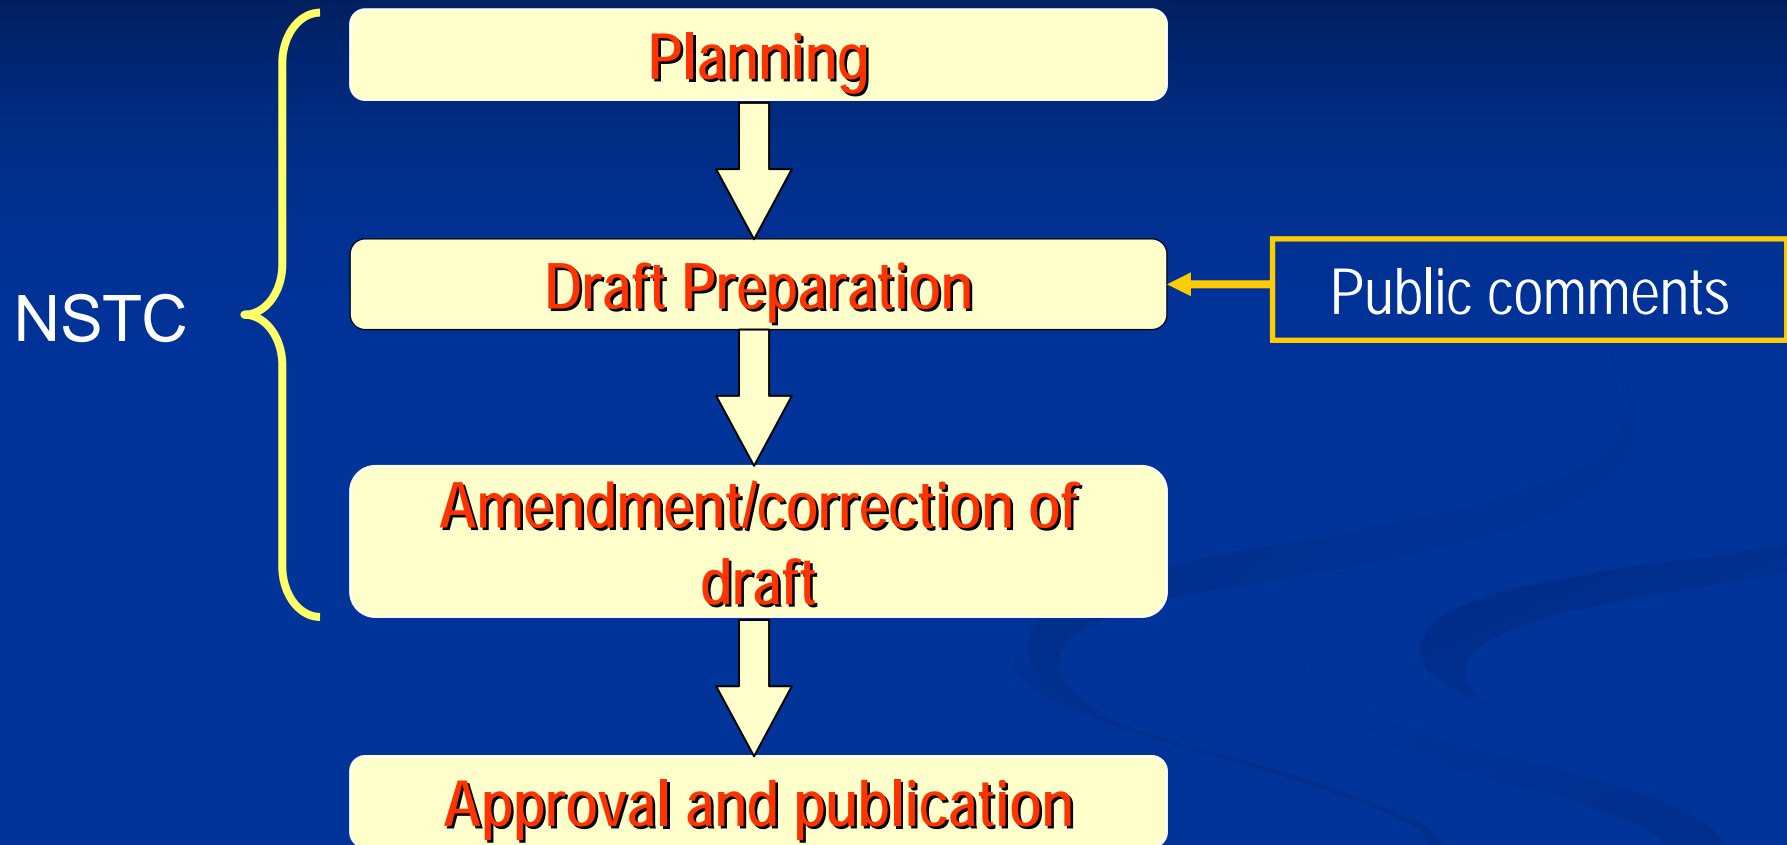 Planning
Draft Preparation
Public comments
NSTC
Amendment/correction of
draft
Approval and publication